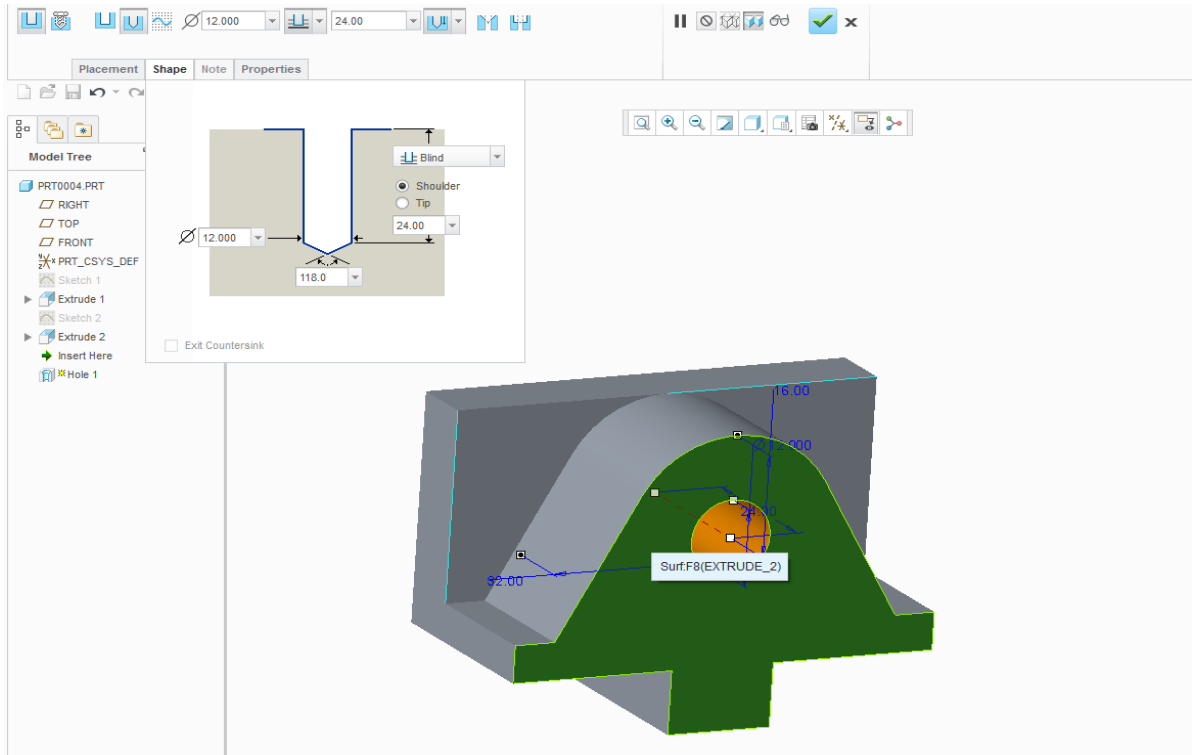 12.000
24.00
Placement Shape Note Properties
Model Tree
PRT0004.PRT
RIGHT
TOP
FRONT
PRT_CSYS_DEF
Sketch 1
Extrude 1
Sketch 2
Extrude 2
Insert Here
Hole 1
Blind
Shoulder
Tip
24.00
12.000
118.0
Exit Countersink
16.00
12.000
24.00
32.00
Surf:F8(EXTRUDE_2)